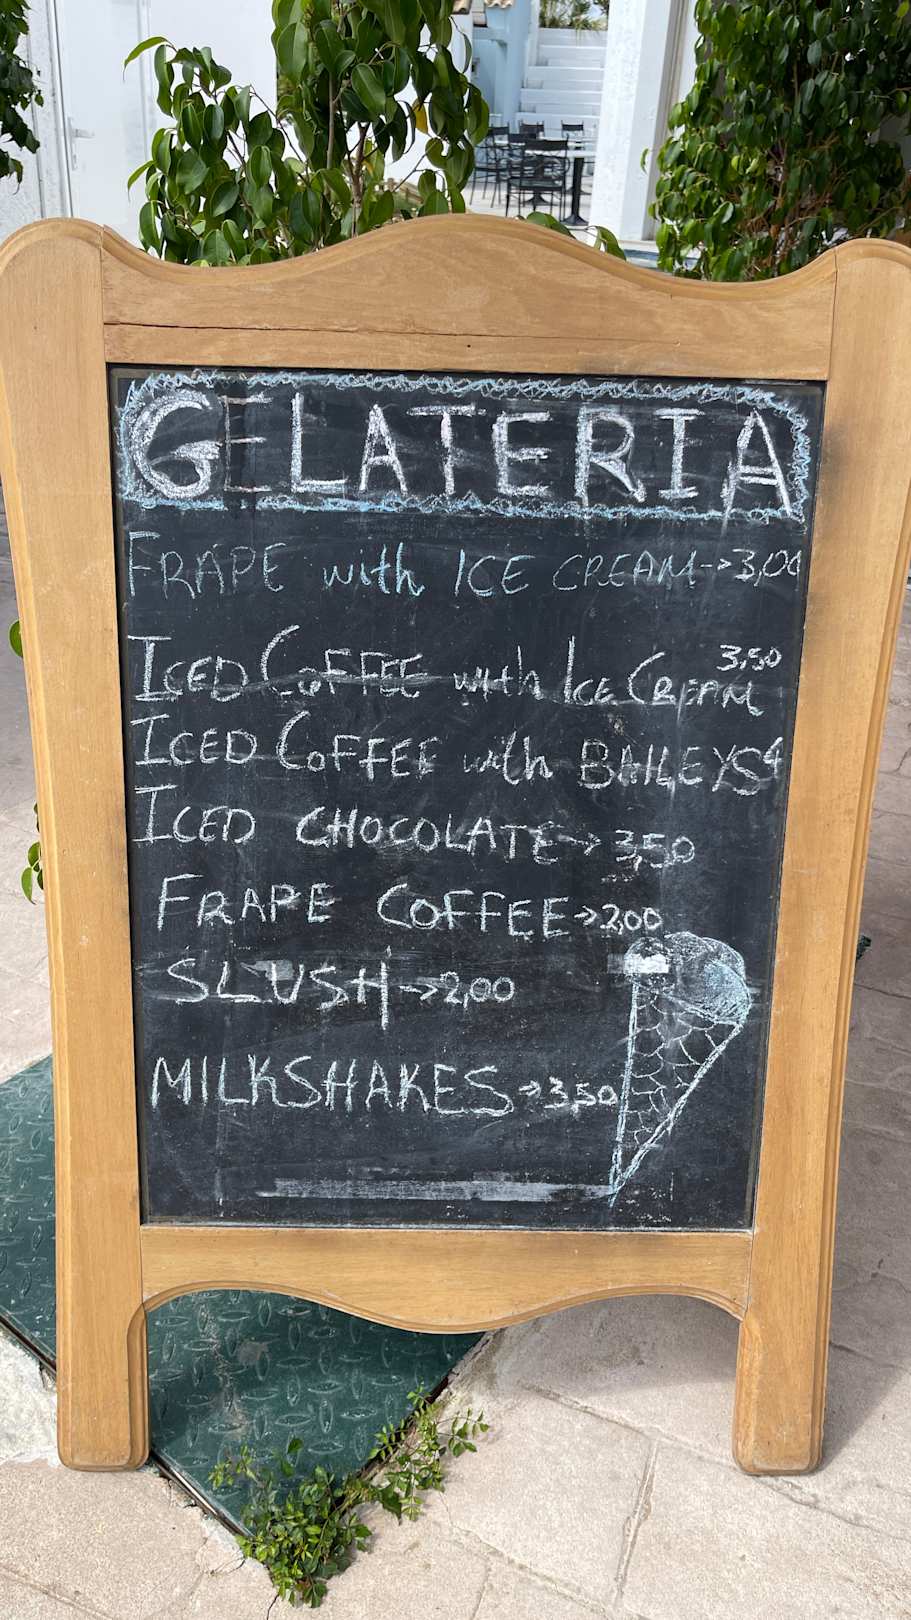 GELATERIA
FRAPE with ICE CREAM->3,00
ICED COFFEE with ICE CREAM 3,50
ICED COFFEE with BAILEYS 4
ICED CHOCOLATE -> 3,50
FRAPE COFFEE->2,00
SLUSH ->2,00
MILKSHAKES->3,50